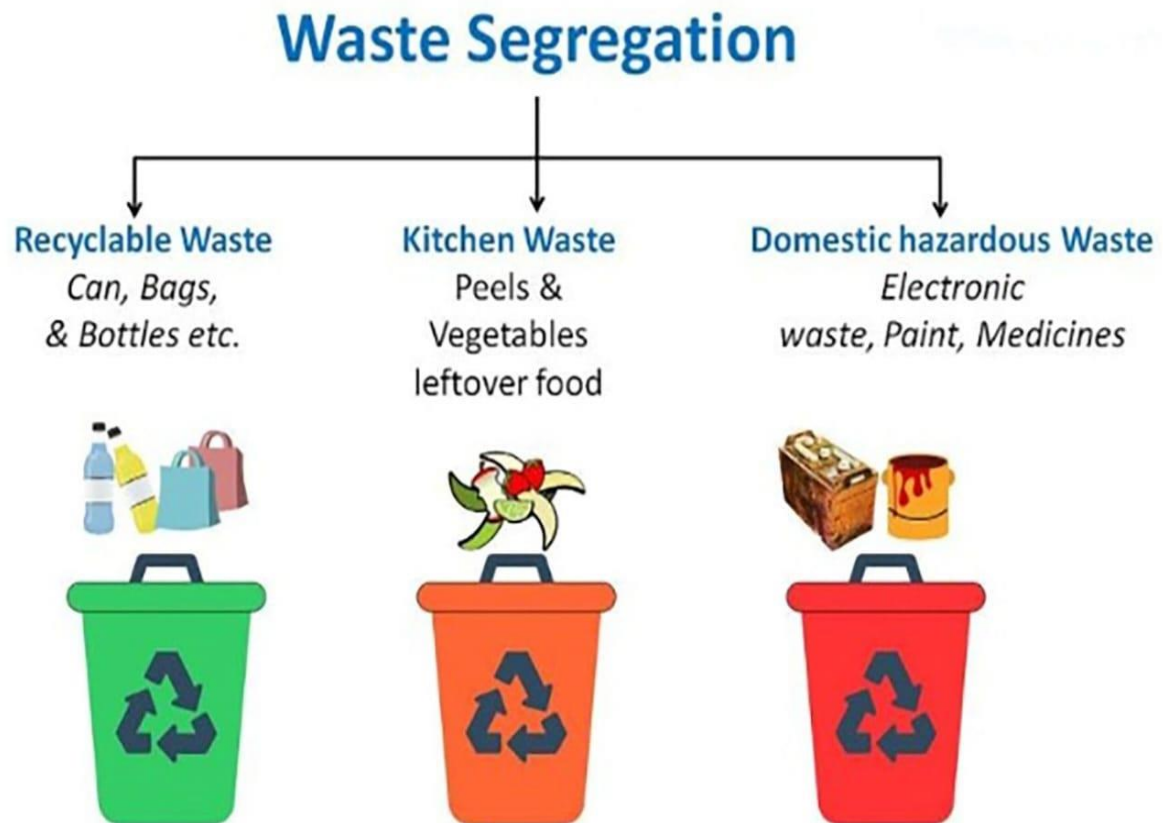 Waste Segregation
Recyclable Waste
Can, Bags,
& Bottles etc.
Kitchen Waste
Peels &
Vegetables
leftover food
Domestic hazardous Waste
Electronic
waste, Paint, Medicines